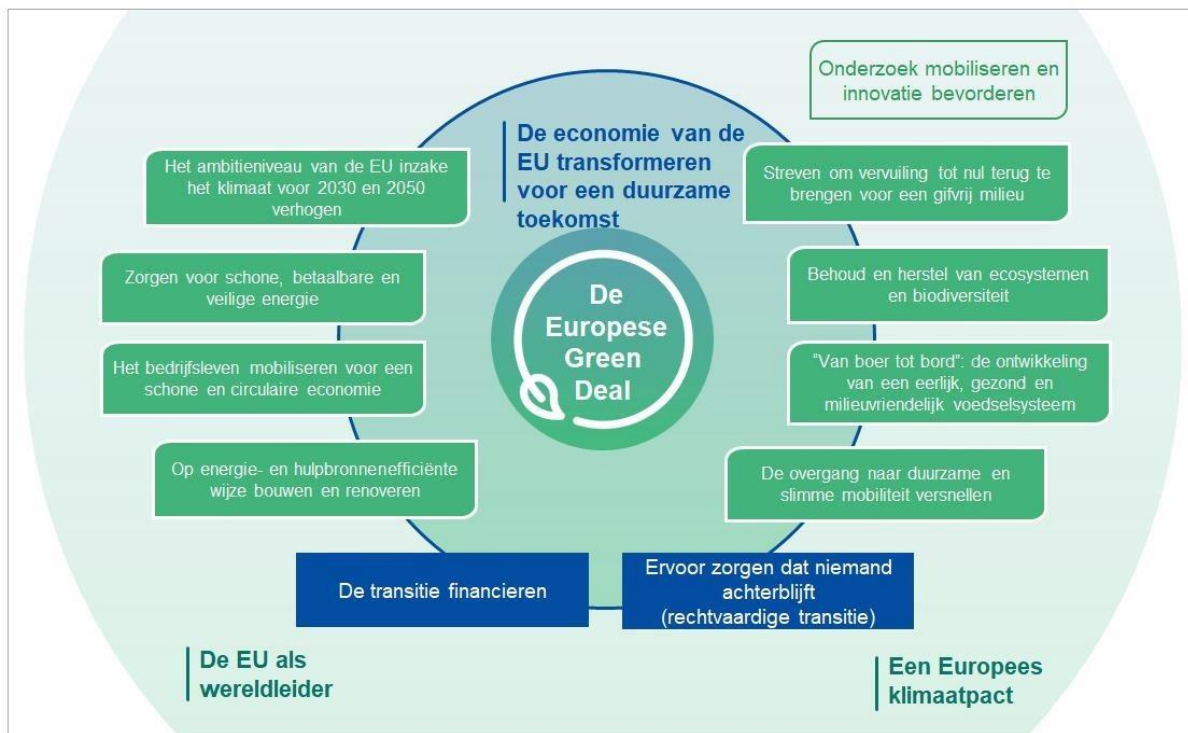 Onderzoek mobiliseren en
innovatie bevorderen
De economie van de
EU transformeren
voor een duurzame
toekomst
Het ambitieniveau van de EU inzake
het klimaat voor 2030 en 2050
verhogen
Zorgen voor schone, betaalbare en
veilige energie
Het bedrijfsleven mobiliseren voor een
schone en circulaire economie
Op energie- en hulpbronnenefficiënte
wijze bouwen en renoveren
De
Europese
Green
Deal
Streven om vervuiling tot nul terug te
brengen voor een gifvrij milieu
Behoud en herstel van ecosystemen
en biodiversiteit
"Van boer tot bord": de ontwikkeling
van een eerlijk, gezond en
milieuvriendelijk voedselsysteem
De overgang naar duurzame en
slimme mobiliteit versnellen
De transitie financieren
Ervoor zorgen dat niemand
achterblijft
(rechtvaardige transitie)
De EU als
wereldleider
Een Europees
klimaatpact